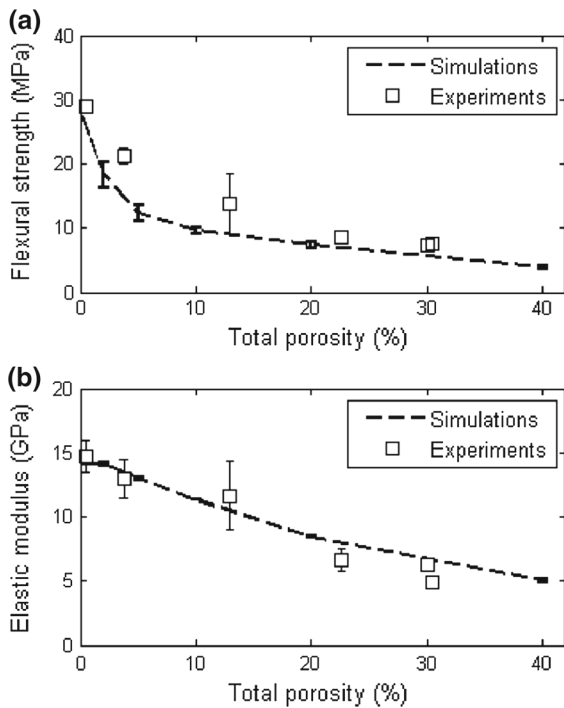 (a)
40
30
20
10
0
Flexural strength (MPa)
Simulations
Experiments
0 10 20 30 40
Total porosity (%)
(b)
20
15
10
5
0
Elastic modulus (GPa)
Simulations
Experiments
0 10 20 30 40
Total porosity (%)